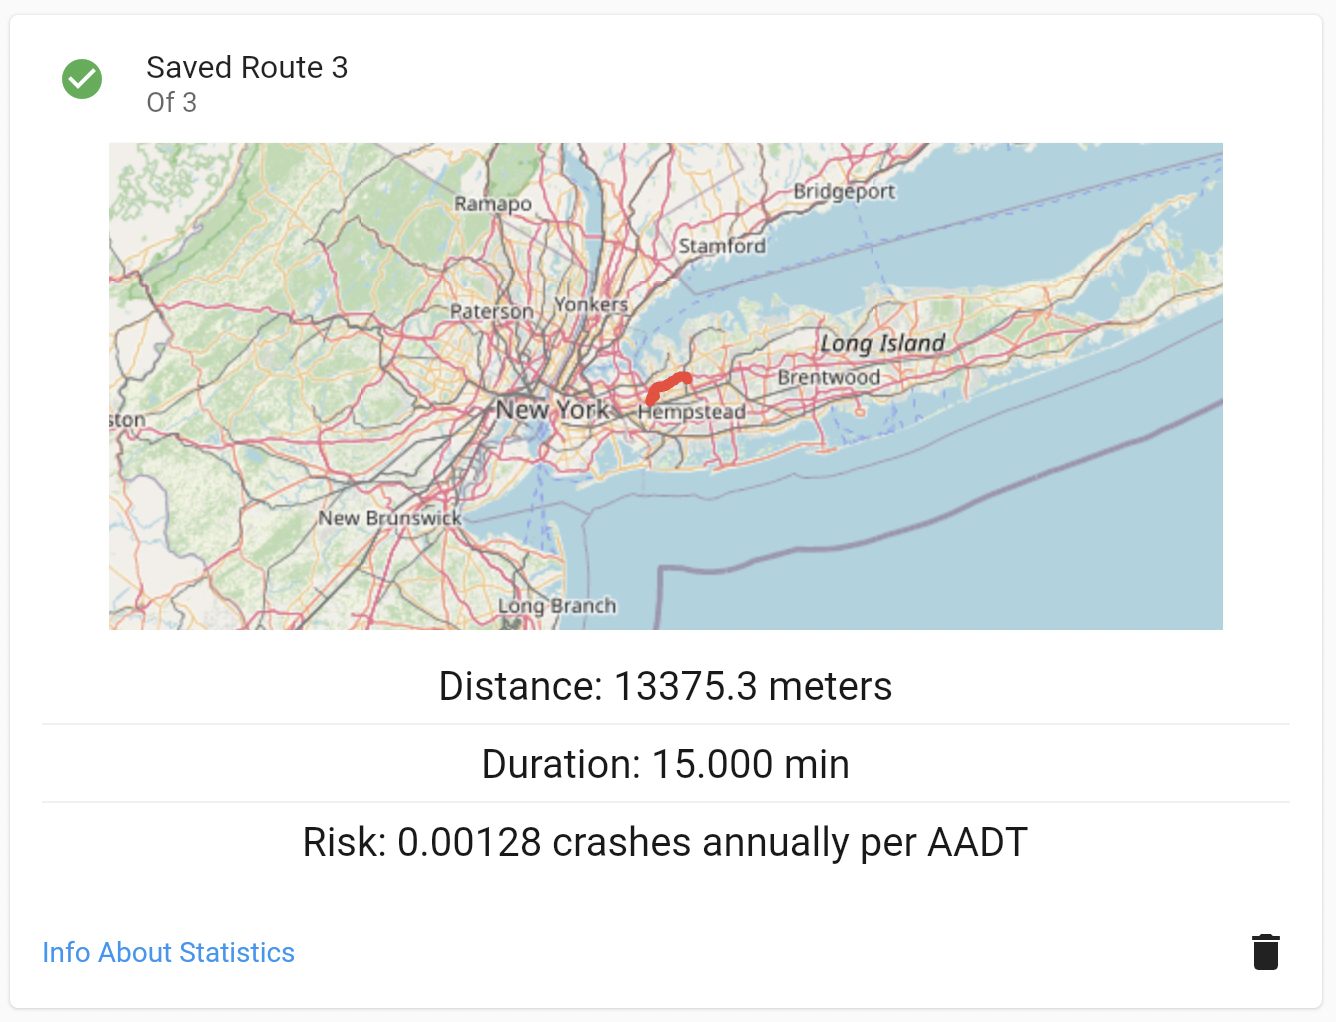 Saved Route 3
Of 3
Bridgeport
Ramapo
Stamford
Paterson
Yonkers
Long Island
Brentwood
New York
Hempstead
ston
New Brunswick
Long Branch
Distance: 13375.3 meters
Duration: 15.000 min
Risk: 0.00128 crashes annually per AADT
Info About Statistics